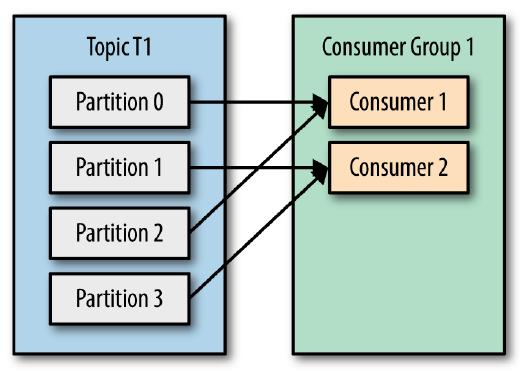 Topic T1
Partition 0
Partition 1
Partition 2
Partition 3
Consumer Group 1
Consumer 1
Consumer 2